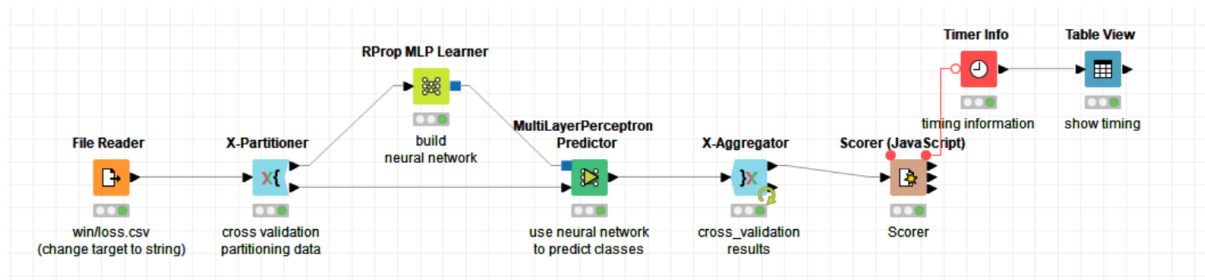 Timer Info
Table View
RProp MLP Learner
timing information
show timing
build
neural network
MultiLayerPerceptron
Predictor
File Reader
X-Partitioner
X-Aggregator
Scorer (JavaScript)
X{
}X
win/loss.csv
(change target to string)
cross validation
partitioning data
use neural network
to predict classes
cross_validation
results
Scorer